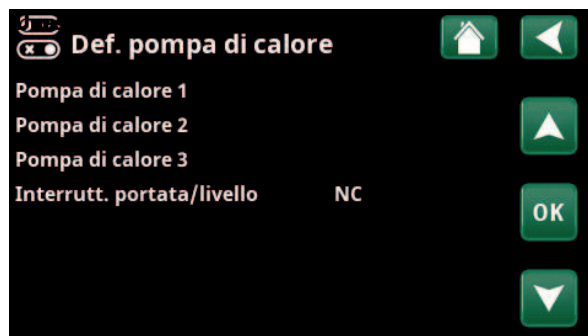 Def. pompa di calore
Pompa di calore 1
Pompa di calore 2
Pompa di calore 3
Interrutt. portata/livello NC
OK